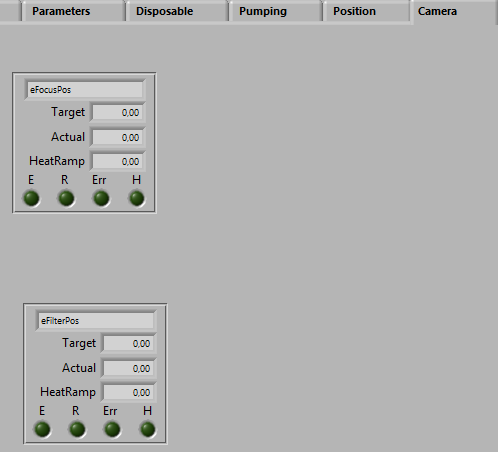 Parameters Disposable Pumping Position Camera
eFocusPos
Target 0,00
Actual 0,00
HeatRamp 0,00
E R Err H
eFilterPos
Target 0,00
Actual 0,00
HeatRamp 0,00
E R Err H